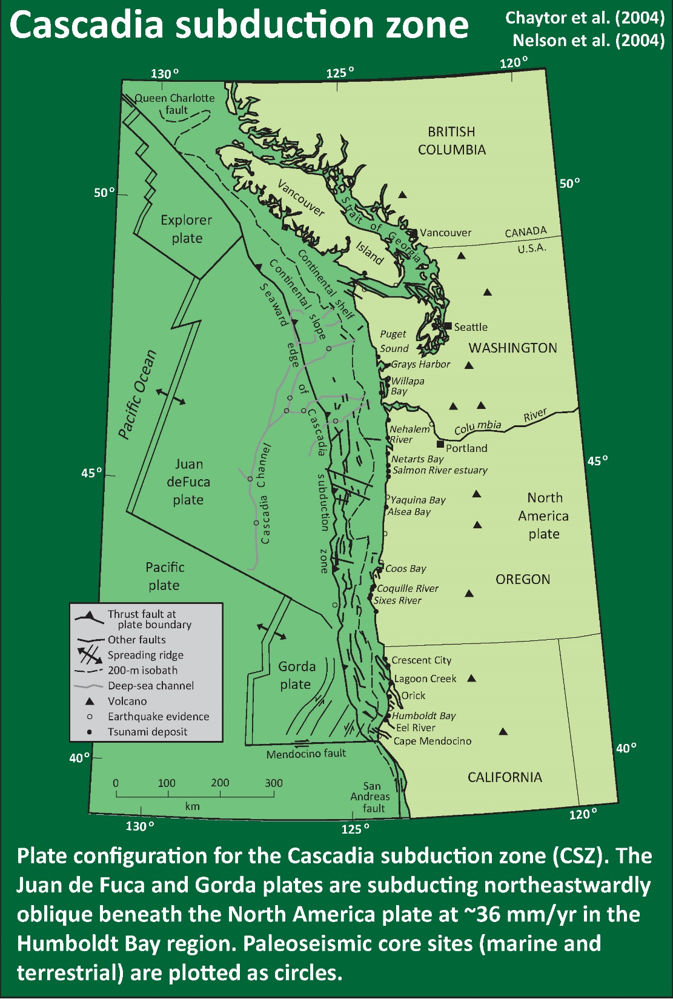 Cascadia subduction zone
Chaytor et al. (2004)
Nelson et al. (2004)
130°
125°
120°
Queen Charlotte
fault
BRITISH
COLUMBIA
50°
50°
Vancouver
Island
Strait of Georgia
Explorer
plate
Vancouver
CANADA
U.S.A.
Continental shelf
Continental slope
Seaward edge of Cascadia subduction zone
Seattle
Puget
Sound
WASHINGTON
Grays Harbor
Willapa
Bay
Pacific Ocean
Columbia River
Nehalem
River
Portland
Netarts Bay
Salmon River estuary
45°
45°
Juan
deFuca
plate
Cascadia Channel
Yaquina Bay
Alsea Bay
North
America
plate
Pacific
plate
Coos Bay
OREGON
Coquille River
Sixes River
Thrust fault at
plate boundary
Other faults
Spreading ridge
200-m isobath
Deep-sea channel
Volcano
Earthquake evidence
Tsunami deposit
Gorda
plate
Crescent City
Lagoon Creek
Orick
Humboldt Bay
Eel River
Cape Mendocino
Mendocino fault
40°
40°
CALIFORNIA
0 100 200 300
km
San
Andreas
fault
130°
125°
120°
Plate configuration for the Cascadia subduction zone (CSZ). The
Juan de Fuca and Gorda plates are subducting northeastwardly
oblique beneath the North America plate at ~36 mm/yr in the
Humboldt Bay region. Paleoseismic core sites (marine and
terrestrial) are plotted as circles.